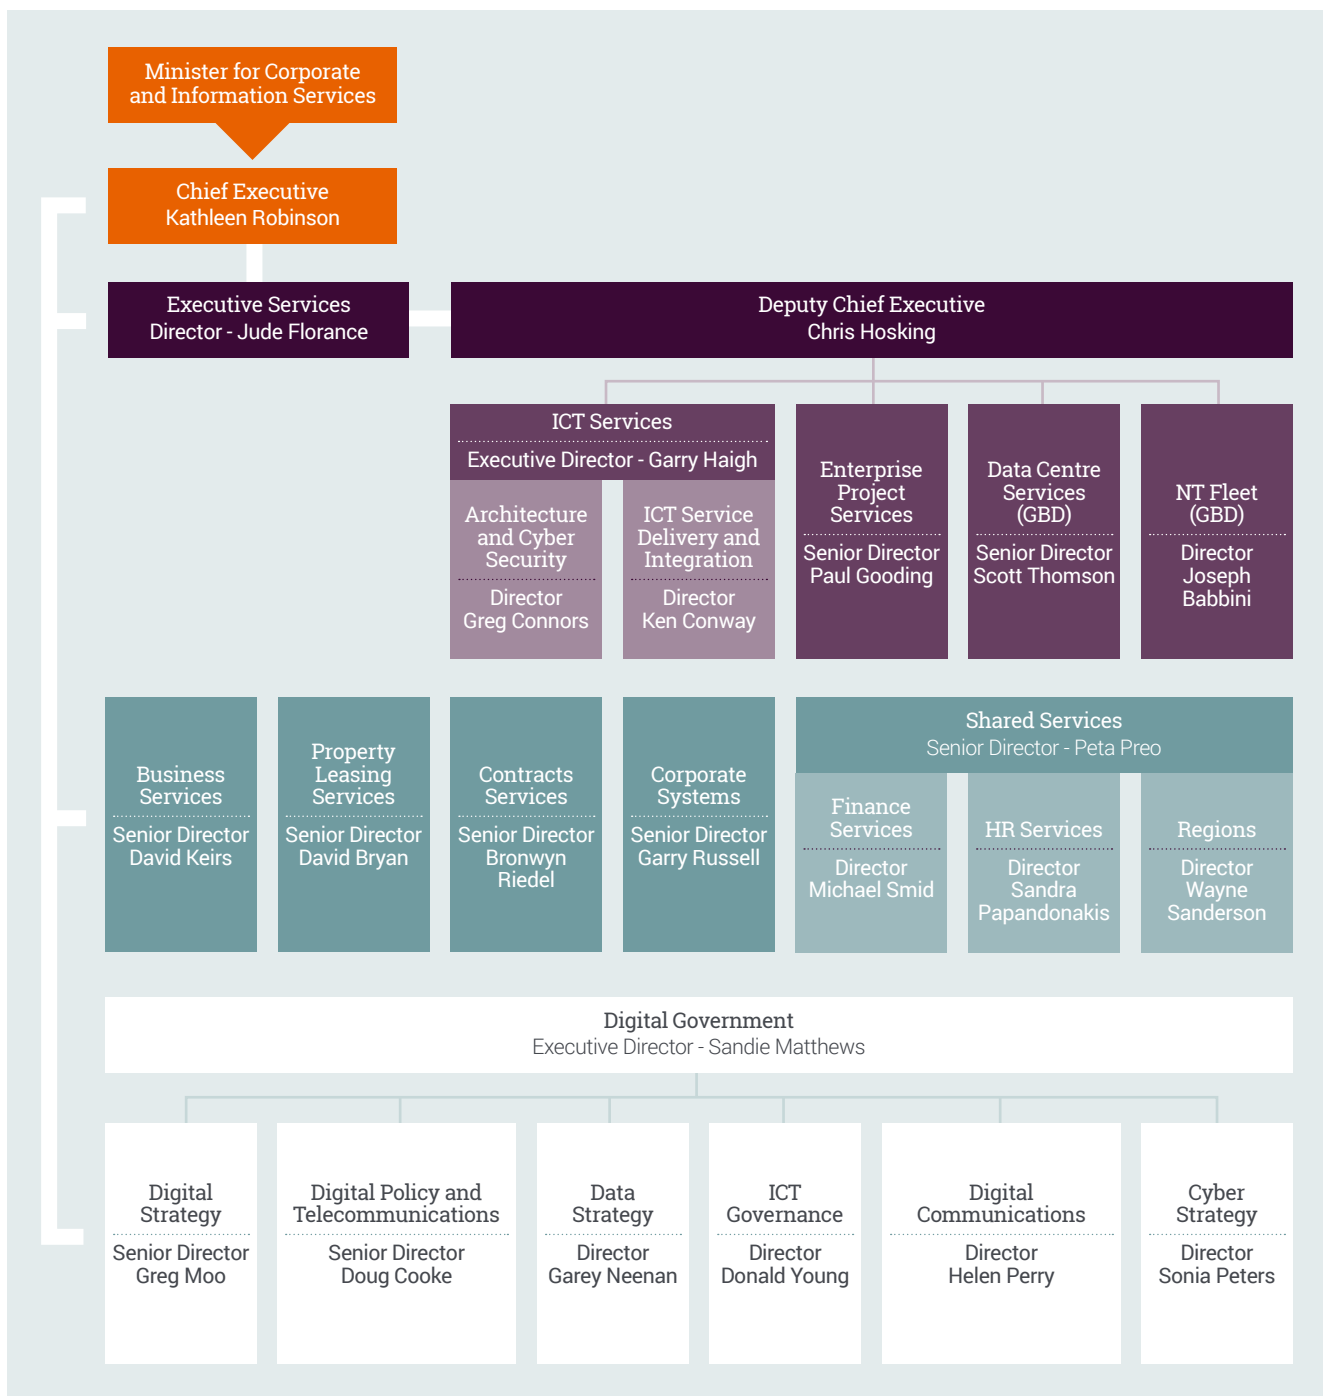 Minister for Corporate
and Information Services
Chief Executive
Kathleen Robinson
Executive Services
Director - Jude Florance
Deputy Chief Executive
Chris Hosking
ICT Services
Executive Director - Garry Haigh
Architecture
and Cyber
Security
Director
Greg Connors
ICT Service
Delivery and
Integration
Director
Ken Conway
Enterprise
Project
Services
Senior Director
Paul Gooding
Data Centre
Services
(GBD)
Senior Director
Scott Thomson
NT Fleet
(GBD)
Director
Joseph
Babbini
Business
Services
Senior Director
David Keirs
Property
Leasing
Services
Senior Director
David Bryan
Contracts
Services
Senior Director
Bronwyn
Riedel
Corporate
Systems
Senior Director
Garry Russell
Shared Services
Senior Director - Peta Preo
Finance
Services
Director
Michael Smid
HR Services
Director
Sandra
Papandonakis
Regions
Director
Wayne
Sanderson
Digital Government
Executive Director - Sandie Matthews
Digital
Strategy
Senior Director
Greg Moo
Digital Policy and
Telecommunications
Senior Director
Doug Cooke
Data
Strategy
Director
Garey Neenan
ICT
Governance
Director
Donald Young
Digital
Communications
Director
Helen Perry
Cyber
Strategy
Director
Sonia Peters